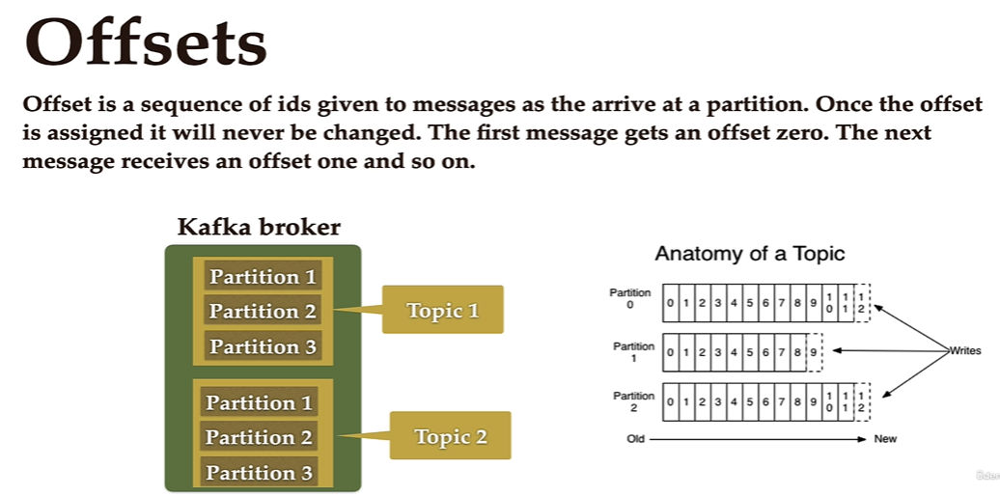 Offsets
Offset is a sequence of ids given to messages as the arrive at a partition. Once the offset
is assigned it will never be changed. The first message gets an offset zero. The next
message receives an offset one and so on.
Kafka broker
Partition 1
Partition 2
Partition 3
Topic 1
Partition 1
Partition 2
Partition 3
Topic 2
Anatomy of a Topic
Partition
0
0 1 2 3 4 5 6 7 8 9 10 11 12
Partition
1
0 1 2 3 4 5 6 7 8 9
Partition
2
0 1 2 3 4 5 6 7 8 9 10 11 12
Writes
Old
New